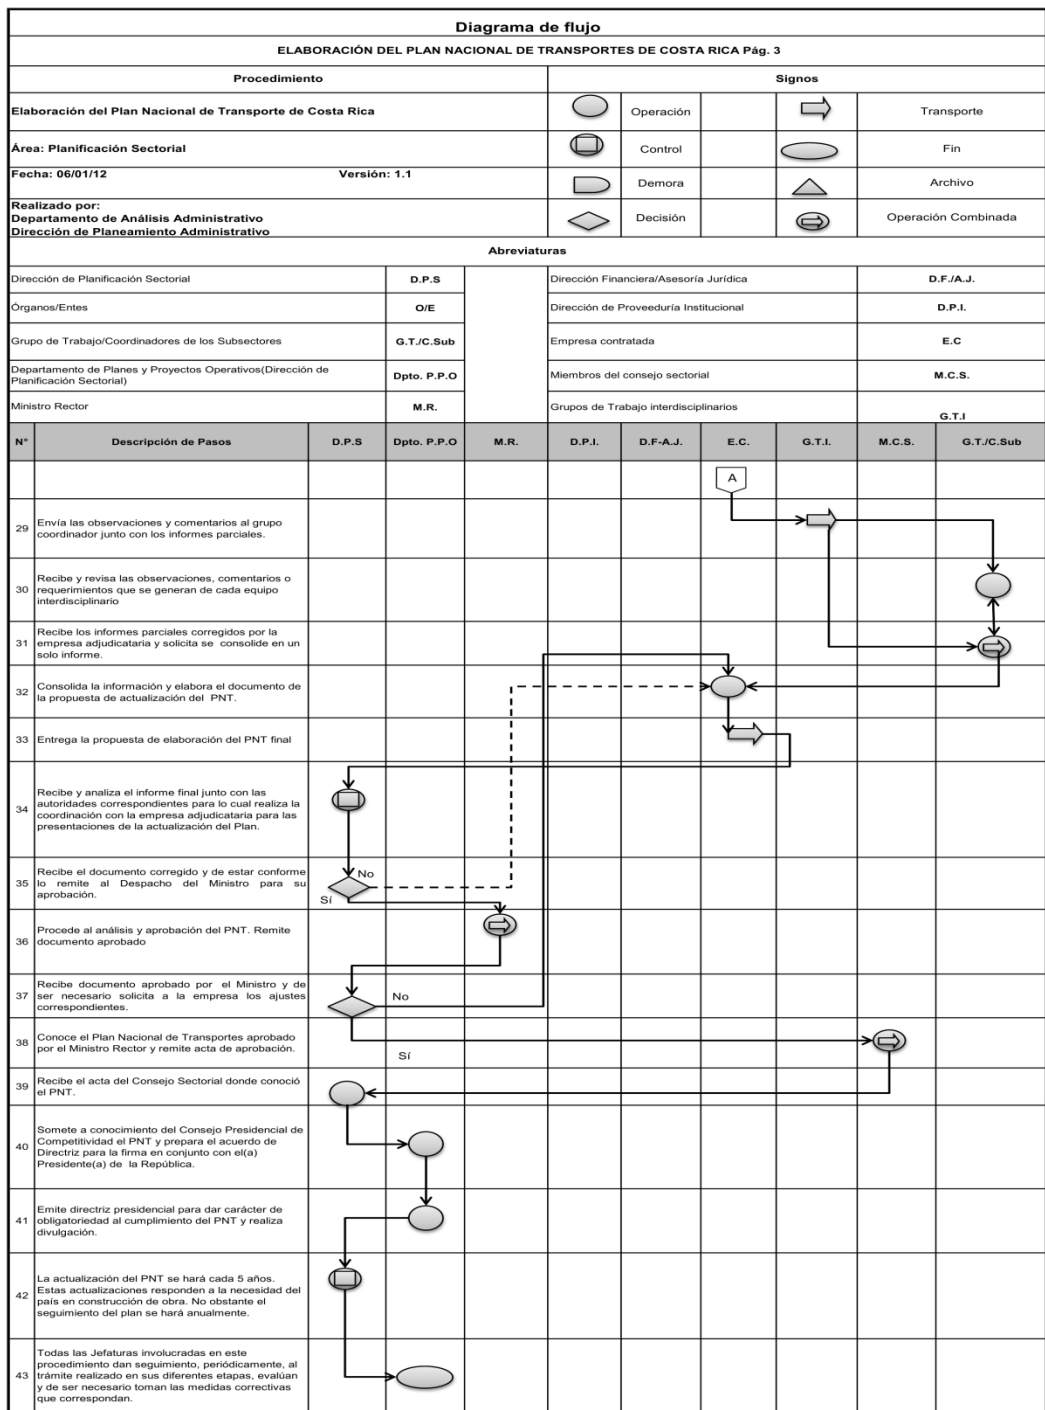 Diagrama de flujo
ELABORACIÓN DEL PLAN NACIONAL DE TRANSPORTES DE COSTA RICA Pág. 3
Procedimiento
Signos
Elaboración del Plan Nacional de Transporte de Costa Rica
Operación
Transporte
Área: Planificación Sectorial
Control
Fin
Fecha: 06/01/12 Versión: 1.1
Demora
Archivo
Realizado por:
Departamento de Análisis Administrativo
Dirección de Planeamiento Administrativo
Decisión
Operación Combinada
Abreviaturas
Dirección de Planificación Sectorial
D.P.S
Dirección Financiera/Asesoría Jurídica
D.F./A.J.
Órganos/Entes
O/E
Dirección de Proveeduría Institucional
D.P.I.
Grupo de Trabajo/Coordinadores de los Subsectores
G.T./C.Sub
Empresa contratada
E.C
Departamento de Planes y Proyectos Operativos(Dirección de
Planificación Sectorial)
Dpto. P.P.O
Miembros del consejo sectorial
M.C.S.
Ministro Rector
M.R.
Grupos de Trabajo interdisciplinarios
G.T.I
N° Descripción de Pasos D.P.S Dpto. P.P.O M.R. D.P.I. D.F-A.J. E.C. G.T.I. M.C.S. G.T./C.Sub
A
29 Envía las observaciones y comentarios al grupo
coordinador junto con los informes parciales.
30 Recibe y revisa las observaciones, comentarios o
requerimientos que se generan de cada equipo
interdisciplinario
31 Recibe los informes parciales corregidos por la
empresa adjudicataria y solicita se consolide en un
solo informe.
32 Consolida la información y elabora el documento de
la propuesta de actualización del PNT.
33 Entrega la propuesta de elaboración del PNT final
34 Recibe y analiza el informe final junto con las
autoridades correspondientes para lo cual realiza la
coordinación con la empresa adjudicataria para las
presentaciones de la actualización del Plan.
35 Recibe el documento corregido y de estar conforme
lo remite al Despacho del Ministro para su
aprobación.
No
Sí
36 Procede al análisis y aprobación del PNT. Remite
documento aprobado
37 Recibe documento aprobado por el Ministro y de
ser necesario solicita a la empresa los ajustes
correspondientes.
No
38 Conoce el Plan Nacional de Transportes aprobado
por el Ministro Rector y remite acta de aprobación.
Sí
39 Recibe el acta del Consejo Sectorial donde conoció
el PNT.
40 Somete a conocimiento del Consejo Presidencial de
Competitividad el PNT y prepara el acuerdo de
Directriz para la firma en conjunto con el(a)
Presidente(a) de la República.
41 Emite directriz presidencial para dar carácter de
obligatoriedad al cumplimiento del PNT y realiza
divulgación.
42 La actualización del PNT se hará cada 5 años.
Estas actualizaciones responden a la necesidad del
país en construcción de obra. No obstante el
seguimiento del plan se hará anualmente.
43 Todas las Jefaturas involucradas en este
procedimiento dan seguimiento, periódicamente, al
trámite realizado en sus diferentes etapas, evalúan
y de ser necesario toman las medidas correctivas
que correspondan.